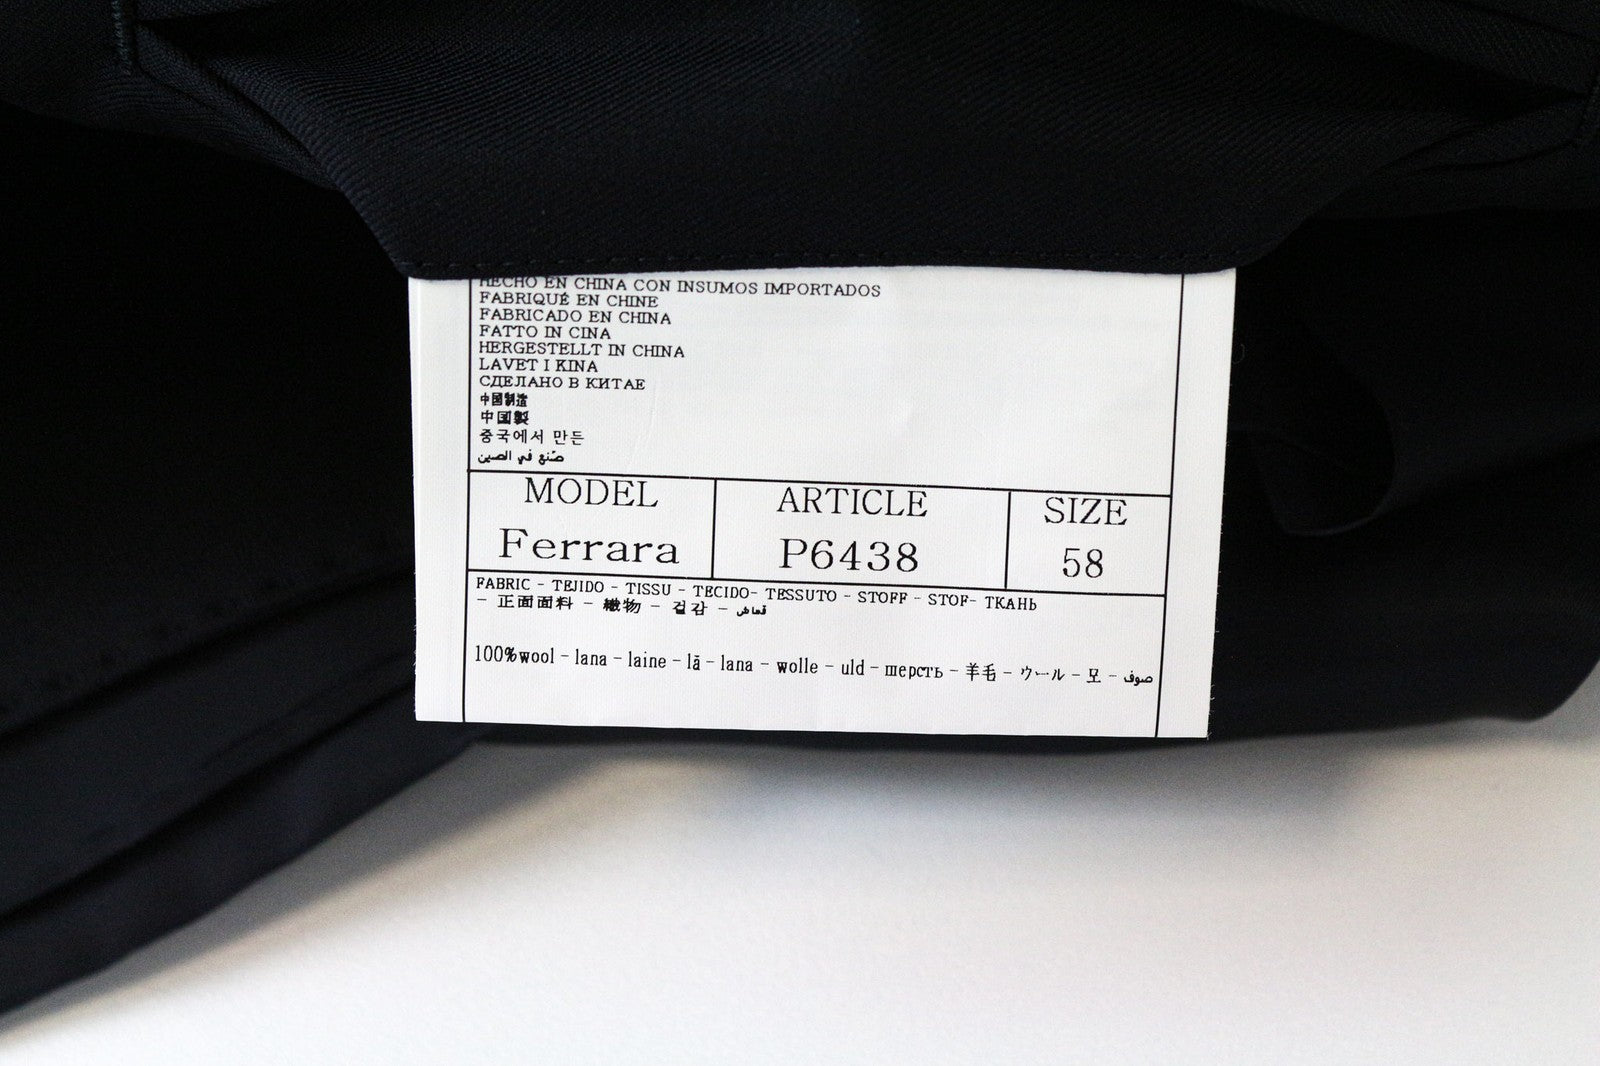 HECHO EN CHINA CON INSUMOS IMPORTADOS
FABRIQUÉ EN CHINE
FABRICADO EN CHINA
FATTO IN CINA
HERGESTELLT IN CHINA
LAVET I KINA
СДЕЛАНО В КИТАЕ
中国制造
中国製
중국에서 만든
صنع في الصين
MODEL ARTICLE SIZE
Ferrara P6438 58
FABRIC - TEJIDO - TISSU - TECIDO- TESSUTO - STOFF - STOF- ТКАНЬ
- 正面面料 - 織物 - 겉감 - قماش
100%wool - lana - laine - lã - lana - wolle - uld - шерсть - 羊毛 - ウール - 모 - صوف